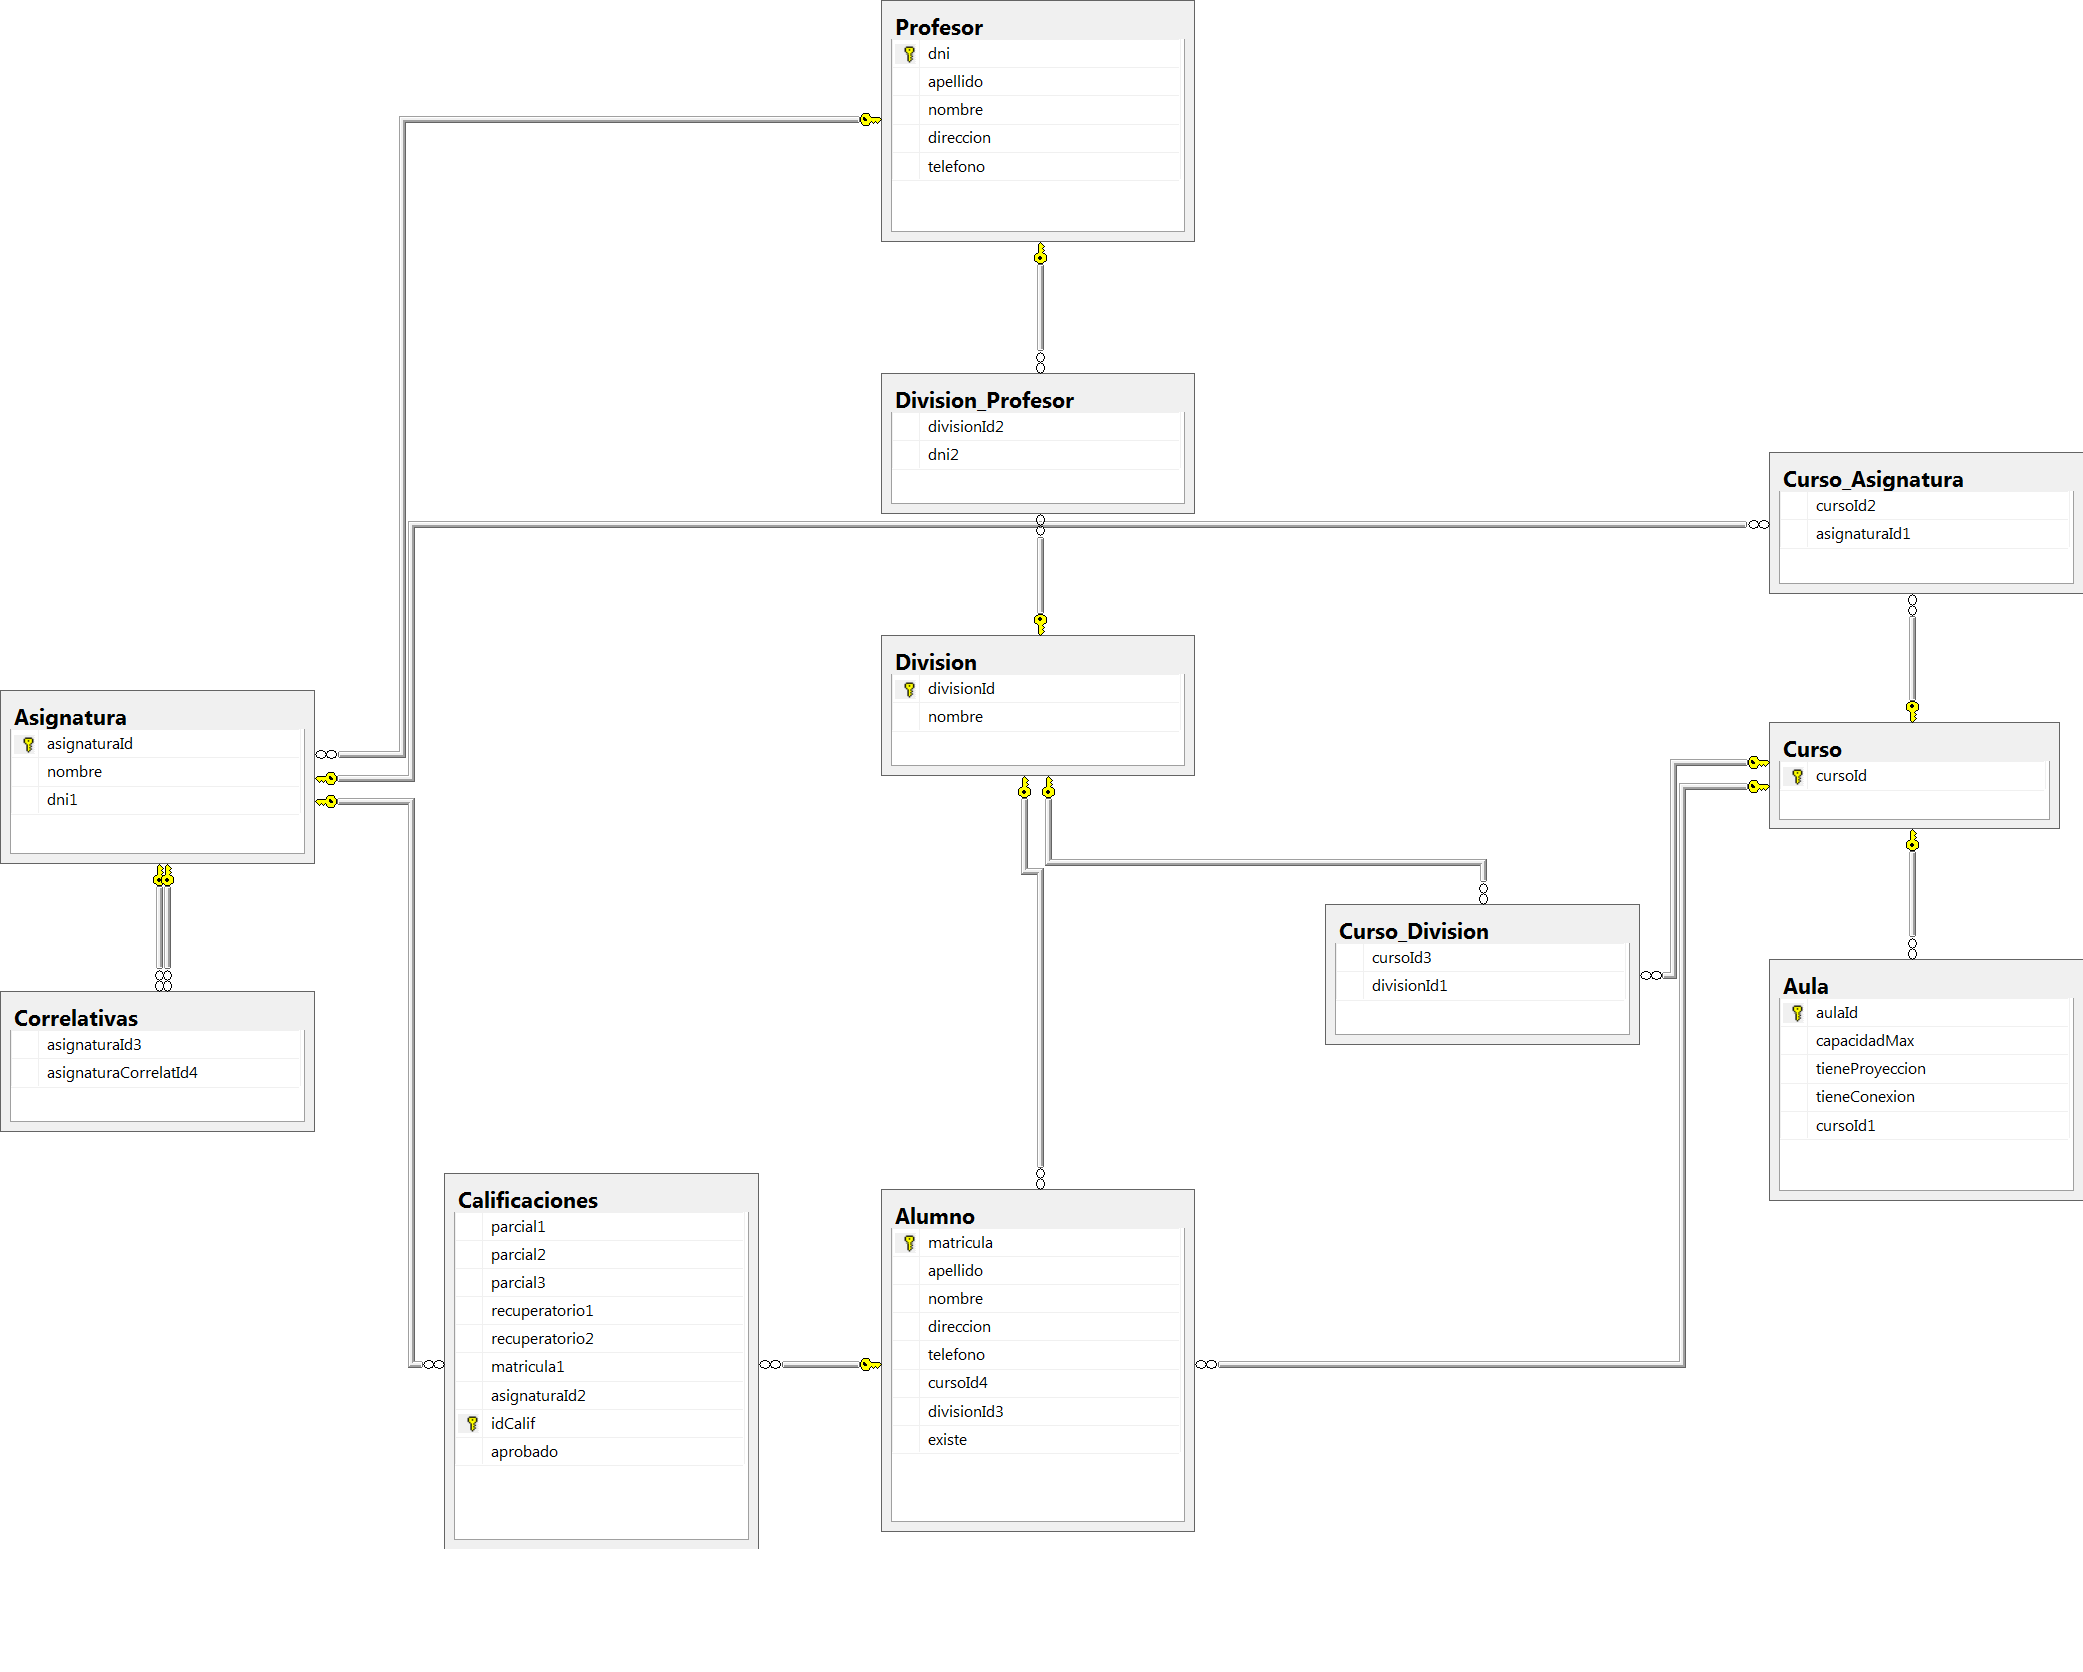 Profesor
dni
apellido
nombre
direccion
telefono
Division_Profesor
divisionId2
dni2
Curso_Asignatura
cursoId2
asignaturaId1
Division
divisionId
nombre
Asignatura
asignaturaId
nombre
dni1
Curso
cursoId
Curso_Division
cursoId3
divisionId1
Aula
aulaId
capacidadMax
tieneProyeccion
tieneConexion
cursoId1
Correlativas
asignaturaId3
asignaturaCorrelatId4
Calificaciones
parcial1
parcial2
parcial3
recuperatorio1
recuperatorio2
matricula1
asignaturaId2
idCalif
aprobado
Alumno
matricula
apellido
nombre
direccion
telefono
cursoId4
divisionId3
existe